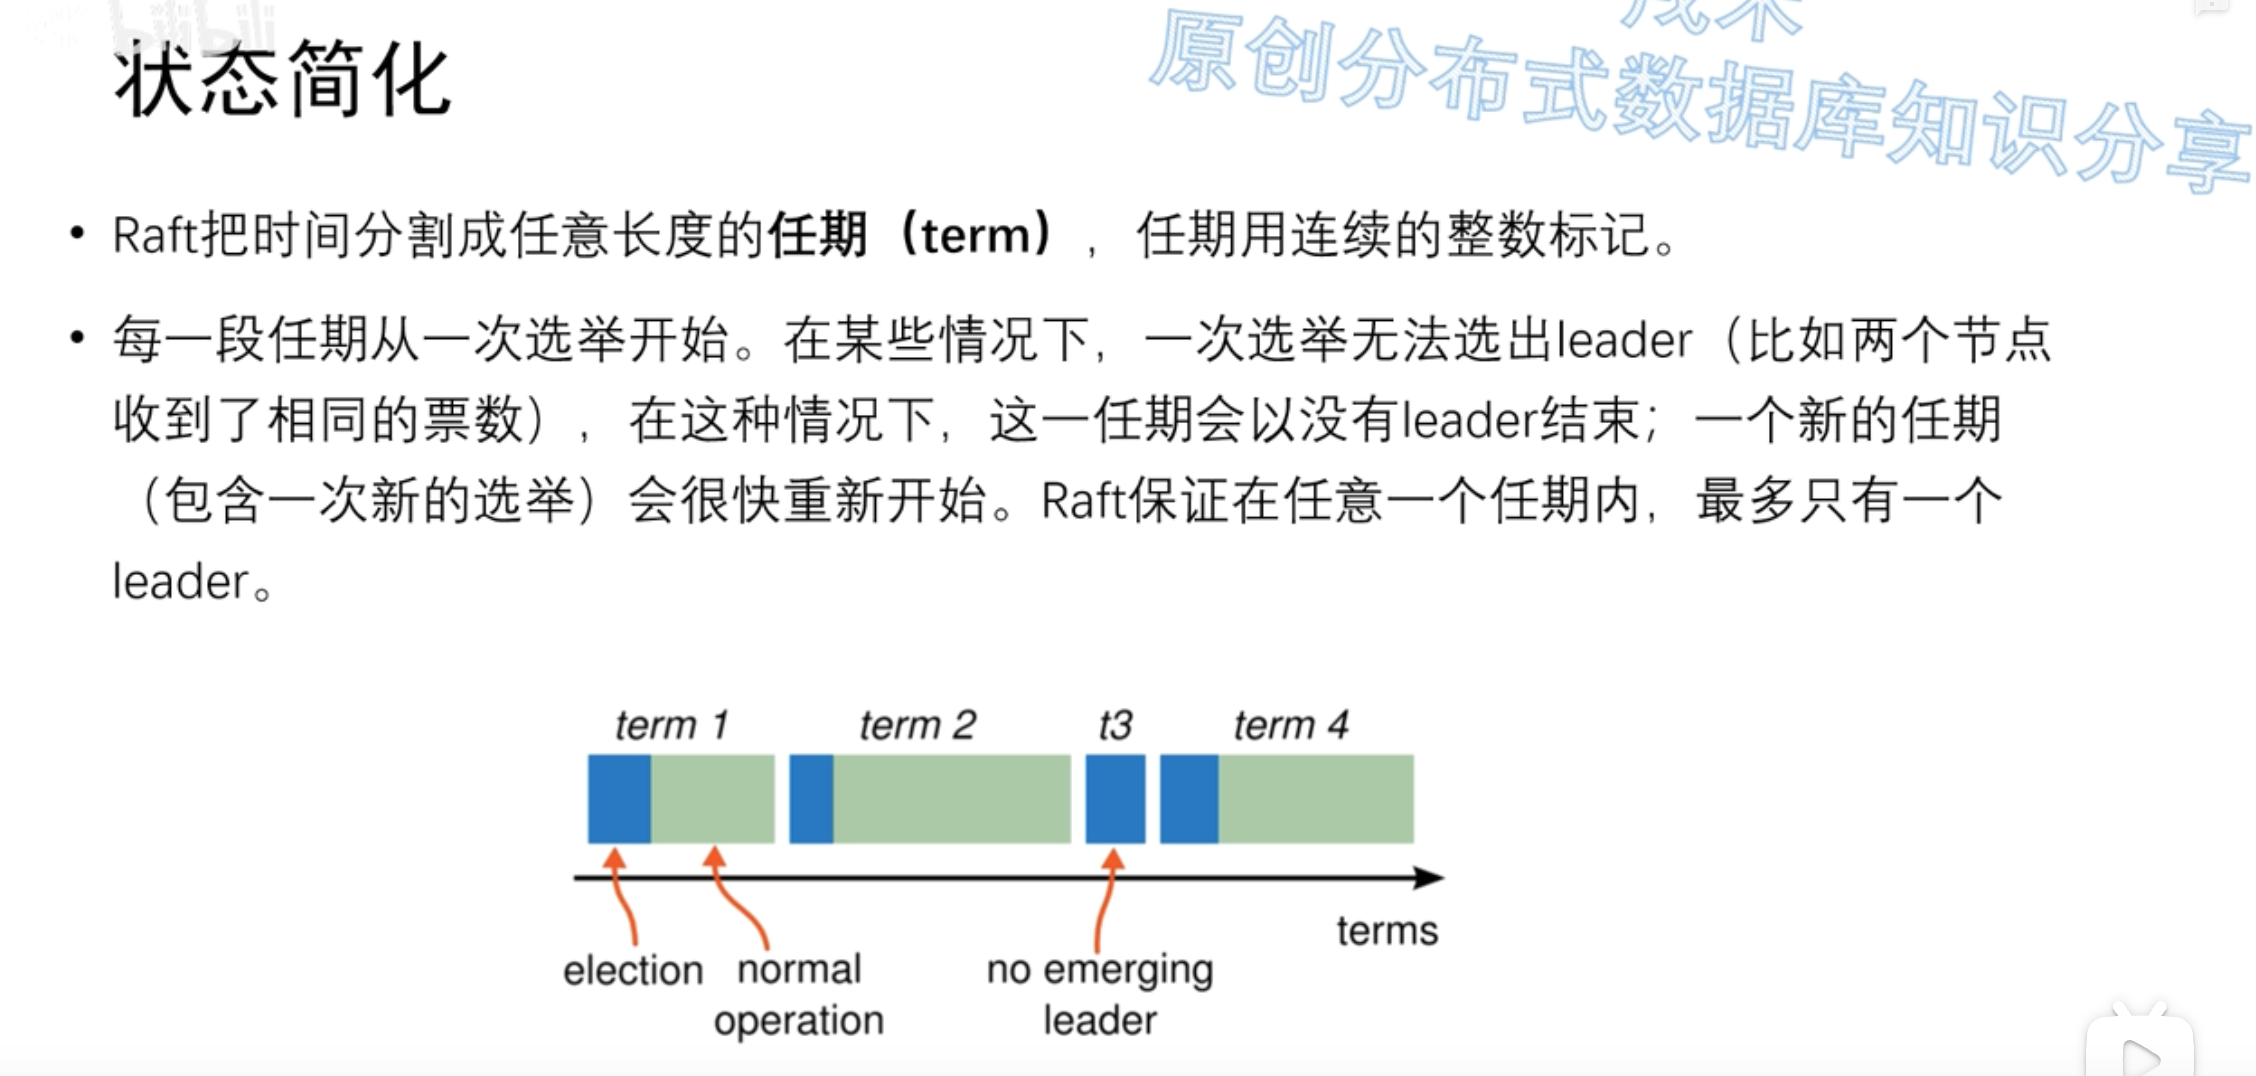 原创分布式数据库知识分享
状态简化
• Raft把时间分割成任意长度的任期（term），任期用连续的整数标记。
• 每一段任期从一次选举开始。在某些情况下，一次选举无法选出leader（比如两个节点
收到了相同的票数），在这种情况下，这一任期会以没有leader结束；一个新的任期
（包含一次新的选举）会很快重新开始。Raft保证在任意一个任期内，最多只有一个
leader。
term 1 term 2 t3 term 4
terms
election normal no emerging
operation leader